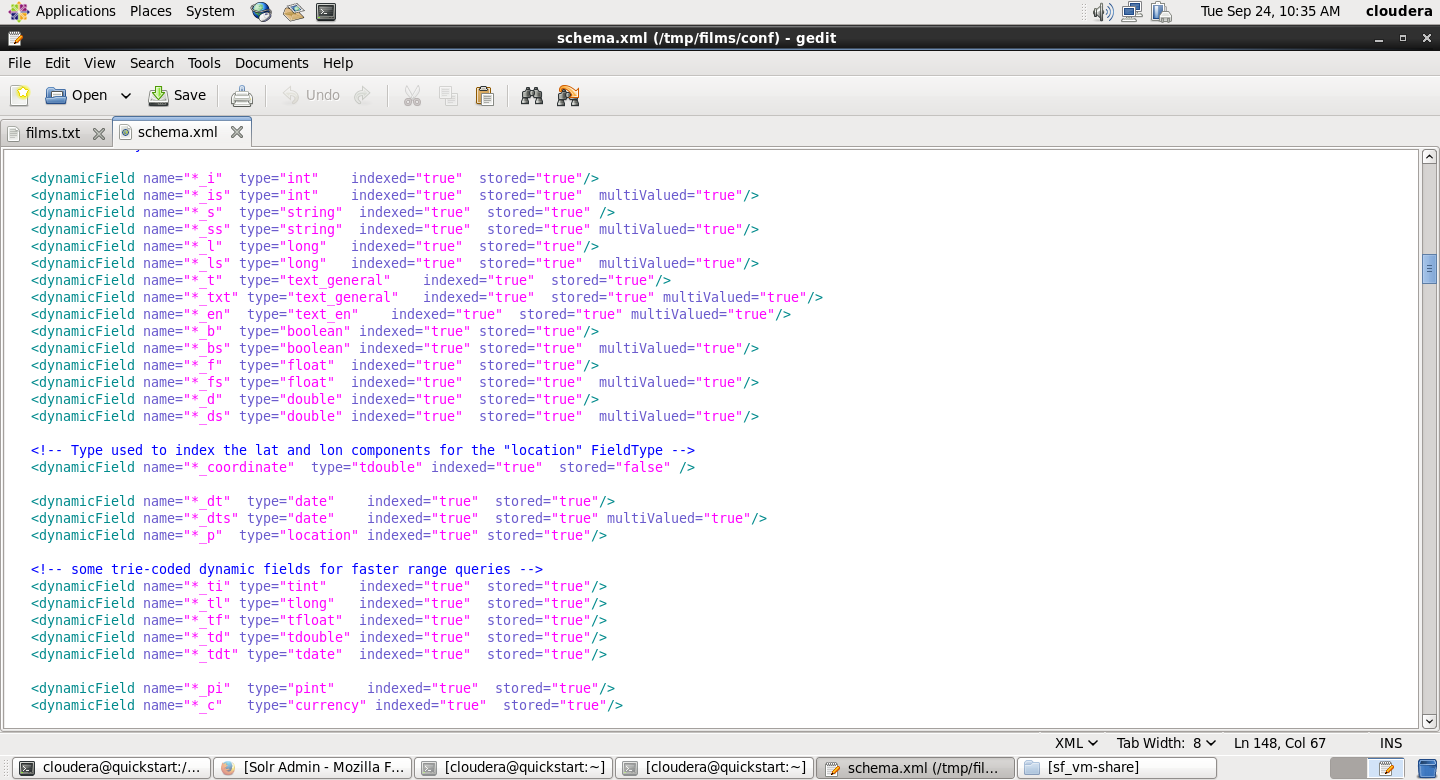 Applications Places System Tue Sep 24, 10:35 AM cloudera
schema.xml (/tmp/films/conf) - gedit
File Edit View Search Tools Documents Help
Open Save Undo
films.txt schema.xml
<dynamicField name="*_i"  type="int"    indexed="true"  stored="true"/>
<dynamicField name="*_is" type="int"    indexed="true"  stored="true"  multiValued="true"/>
<dynamicField name="*_s"  type="string"  indexed="true"  stored="true" />
<dynamicField name="*_ss" type="string"  indexed="true"  stored="true" multiValued="true"/>
<dynamicField name="*_l"  type="long"   indexed="true"  stored="true"/>
<dynamicField name="*_ls" type="long"   indexed="true"  stored="true"  multiValued="true"/>
<dynamicField name="*_t"  type="text_general"    indexed="true"  stored="true"/>
<dynamicField name="*_txt" type="text_general"   indexed="true"  stored="true" multiValued="true"/>
<dynamicField name="*_en"  type="text_en"    indexed="true"  stored="true" multiValued="true"/>
<dynamicField name="*_b"  type="boolean" indexed="true" stored="true"/>
<dynamicField name="*_bs" type="boolean" indexed="true" stored="true"  multiValued="true"/>
<dynamicField name="*_f"  type="float"  indexed="true"  stored="true"/>
<dynamicField name="*_fs" type="float"  indexed="true"  stored="true"  multiValued="true"/>
<dynamicField name="*_d"  type="double" indexed="true"  stored="true"/>
<dynamicField name="*_ds" type="double" indexed="true"  stored="true"  multiValued="true"/>
<!-- Type used to index the lat and lon components for the "location" FieldType -->
<dynamicField name="*_coordinate"  type="tdouble" indexed="true"  stored="false" />
<dynamicField name="*_dt"  type="date"    indexed="true"  stored="true"/>
<dynamicField name="*_dts" type="date"    indexed="true"  stored="true" multiValued="true"/>
<dynamicField name="*_p"  type="location" indexed="true" stored="true"/>
<!-- some trie-coded dynamic fields for faster range queries -->
<dynamicField name="*_ti" type="tint"    indexed="true"  stored="true"/>
<dynamicField name="*_tl" type="tlong"   indexed="true"  stored="true"/>
<dynamicField name="*_tf" type="tfloat"  indexed="true"  stored="true"/>
<dynamicField name="*_td" type="tdouble" indexed="true"  stored="true"/>
<dynamicField name="*_tdt" type="tdate"  indexed="true"  stored="true"/>
<dynamicField name="*_pi"  type="pint"    indexed="true"  stored="true"/>
<dynamicField name="*_c"   type="currency" indexed="true"  stored="true"/>
XML Tab Width: 8 Ln 148, Col 67 INS
cloudera@quickstart:/... [Solr Admin - Mozilla F... [cloudera@quickstart:~] [cloudera@quickstart:~] schema.xml (/tmp/fil... [sf_vm-share]